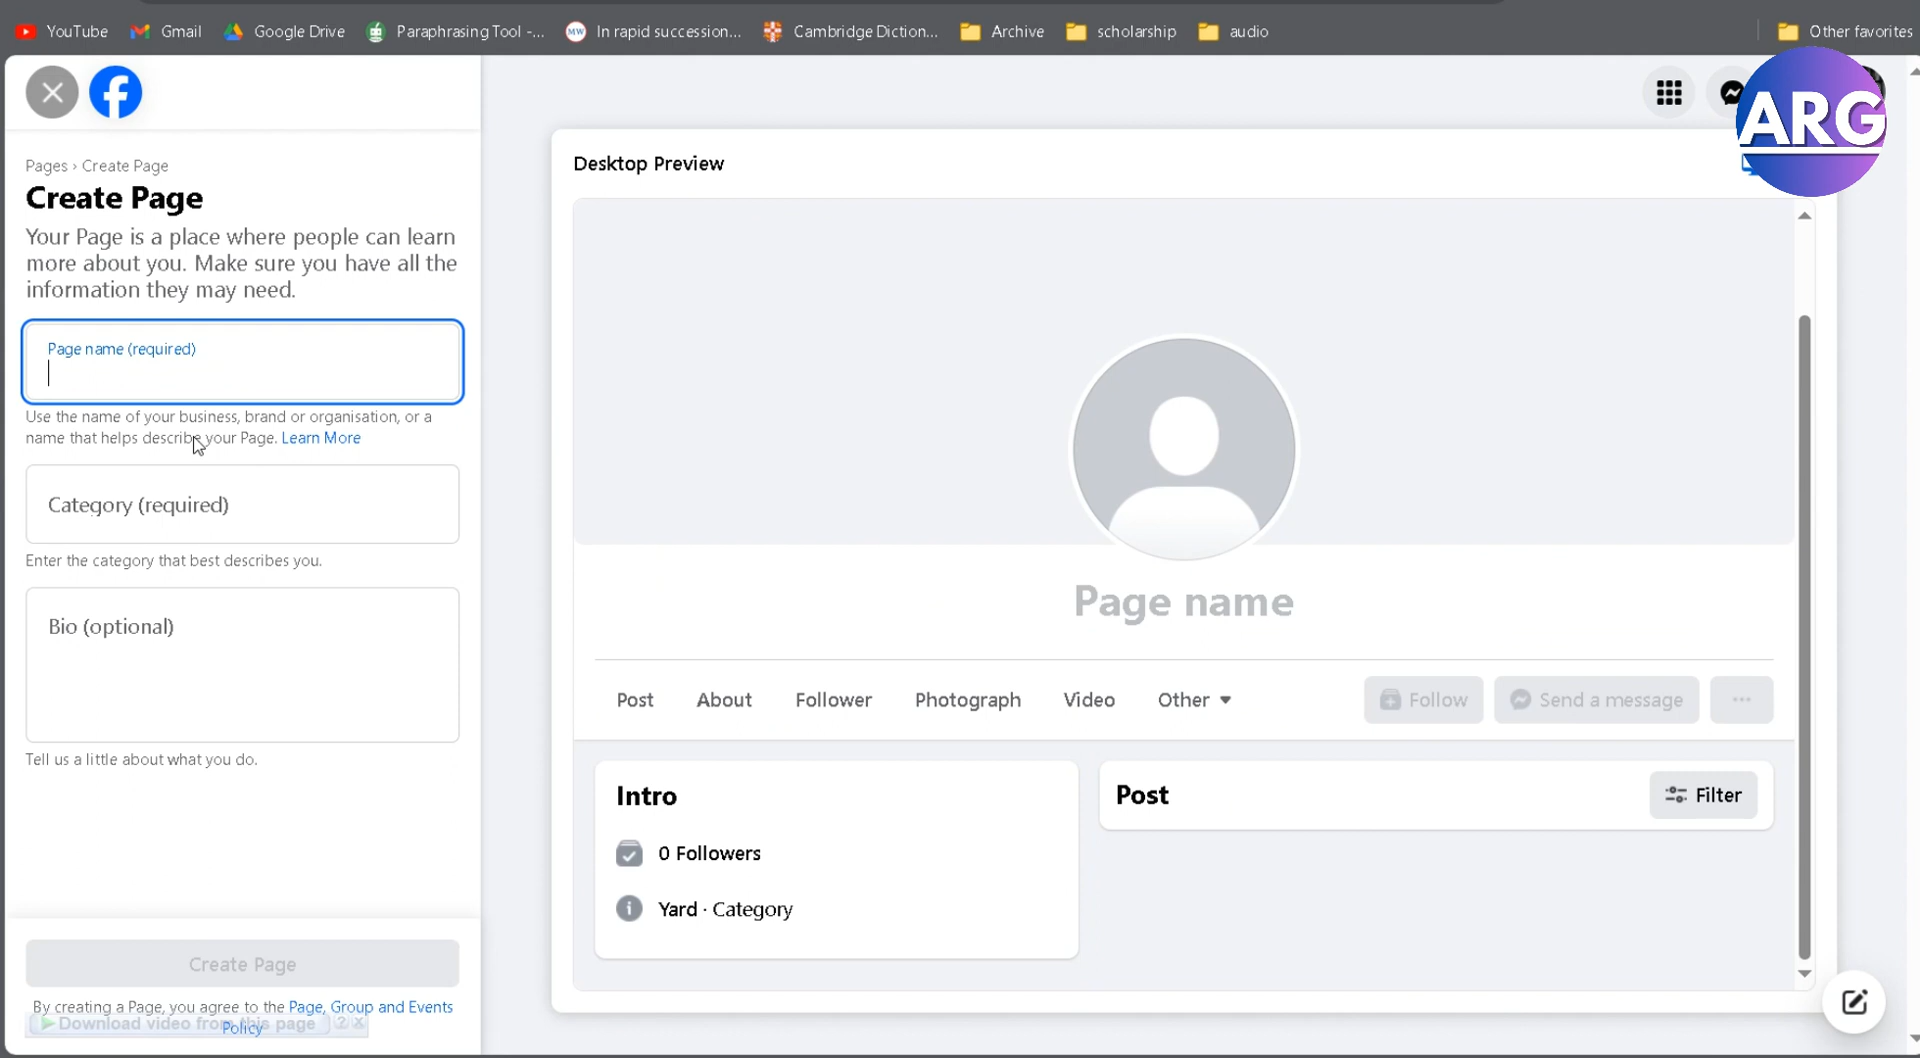 YouTube
Gmail
Google Drive
Paraphrasing Tool -...
MW
In rapid succession...
Cambridge Diction...
Archive
scholarship
audio
Other favorites
ARG
Pages › Create Page
Create Page
Your Page is a place where people can learn
more about you. Make sure you have all the
information they may need.
Page name (required)
Use the name of your business, brand or organisation, or a
name that helps describe your Page. Learn More
Category (required)
Enter the category that best describes you.
Bio (optional)
Tell us a little about what you do.
Create Page
By creating a Page, you agree to the Page, Group and Events
Policy
Download video from this page ? x
Desktop Preview
Page name
Post
About
Follower
Photograph
Video
Other
Follow
Send a message
...
Intro
0 Followers
Yard · Category
Post
Filter